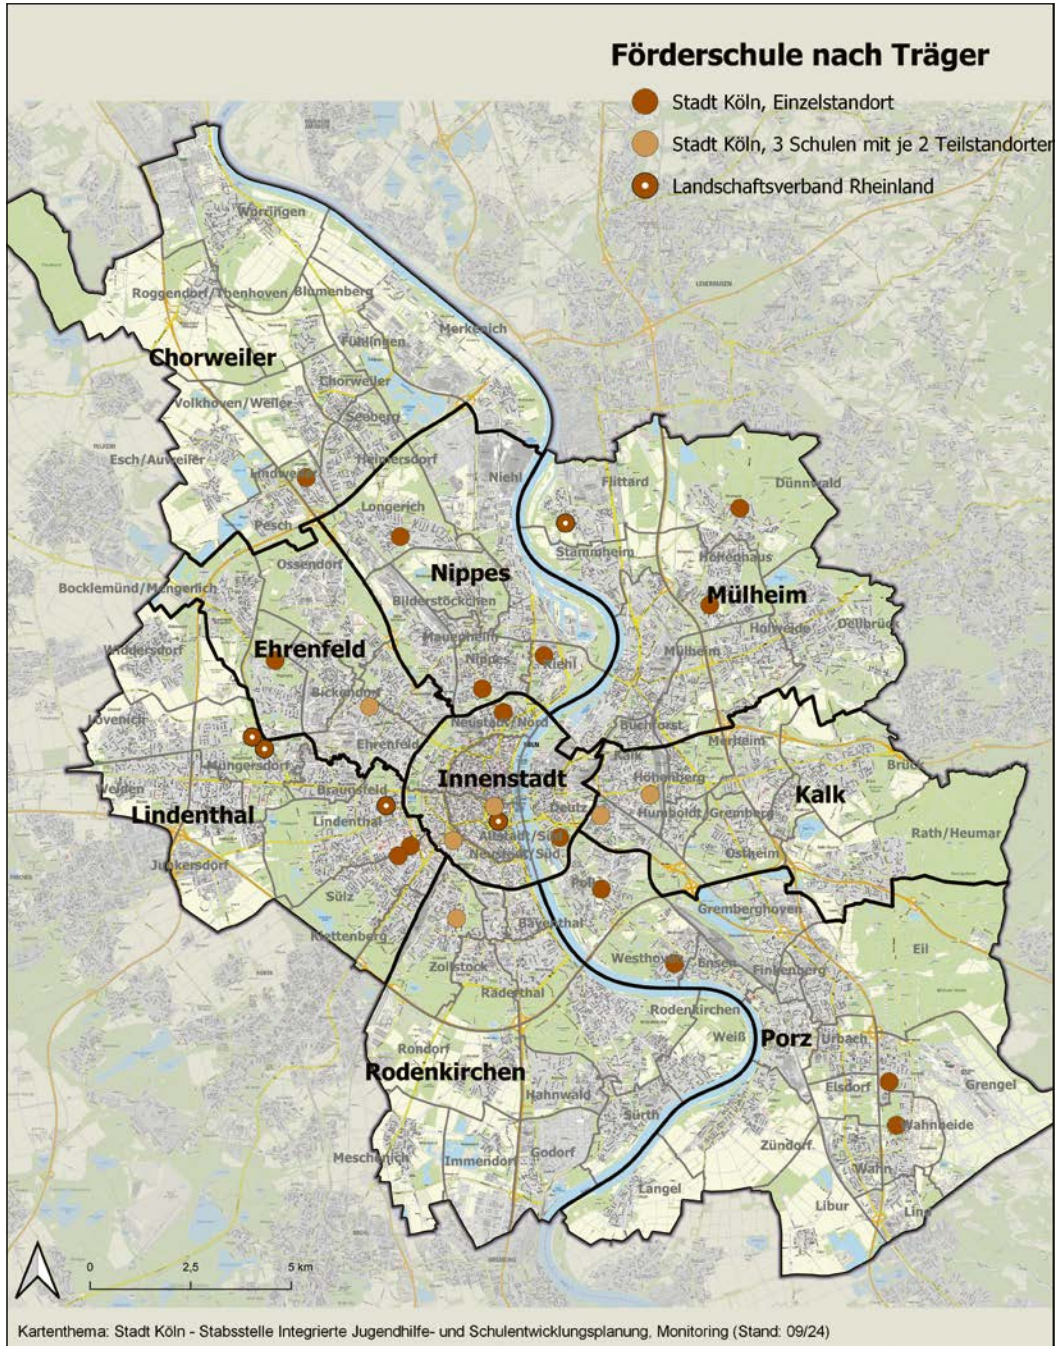 Förderschule nach Träger
Stadt Köln, Einzelstandort
Stadt Köln, 3 Schulen mit je 2 Teilstandorten
Landschaftsverband Rheinland
Worringen
Roggendorf/Thenhoven
Blumenberg
Merkenich
Fühlingen
Chorweiler
Chorweiler
Volkhoven/Weiler
Seeberg
Esch/Auweiler
Heimersdorf
Lindweiler
Niehl
Flittard
Dünnwald
Longerich
Pesch
Stammheim
Höhenhaus
Ossendorf
Nippes
Bocklemünd/Mengerich
Bilderstöckchen
Mülheim
Holweide
Dellbrück
Mauenheim
Ehrenfeld
Widdersdorf
Nippes
Riehl
Mülheim
Bickendorf
Lövenich
Neustadt/Nord
Buchforst
Ehrenfeld
Merheim
Kalk
Brück
Müngersdorf
Innenstadt
Höhenberg
Weiden
Braunsfeld
Kalk
Lindenthal
Lindenthal
Deutz
Humboldt/Gremberg
Altstadt/Süd
Rath/Heumar
Junkersdorf
Neustadt/Süd
Ostheim
Sülz
Poll
Gremberghoven
Klettenberg
Bayenthal
Eil
Zollstock
Westhoven
Ensen
Finkenberg
Raderthal
Rodenkirchen
Weiß
Porz
Urbach
Rondorf
Rodenkirchen
Hahnwald
Elsdorf
Grengel
Sürth
Wahnheide
Meschenich
Immendorf
Godorf
Zündorf
Wahn
Langel
Libur
Lind
0
2,5
5 km
Kartenthema: Stadt Köln - Stabsstelle Integrierte Jugendhilfe- und Schulentwicklungsplanung, Monitoring (Stand: 09/24)